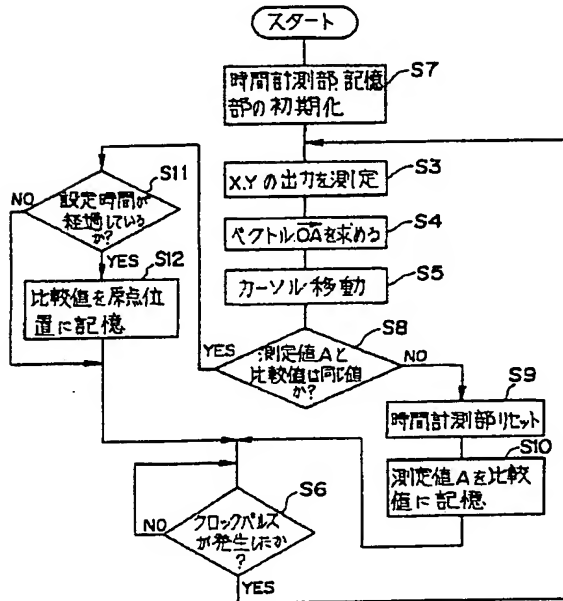 スタート
時間計測部、記憶
部の初期化
S7
X,Yの出力を測定
S3
ベクトルOAを求める
S4
カーソル移動
S5
測定値Aと
比較値は同じ値
か?
S8
YES
NO
設定時間が
経過している
か?
S11
NO
YES
比較値を原点位
置に記憶
S12
時間計測部リセット
S9
測定値Aを比較
値に記憶
S10
クロックパルス
が発生したか
?
S6
NO
YES